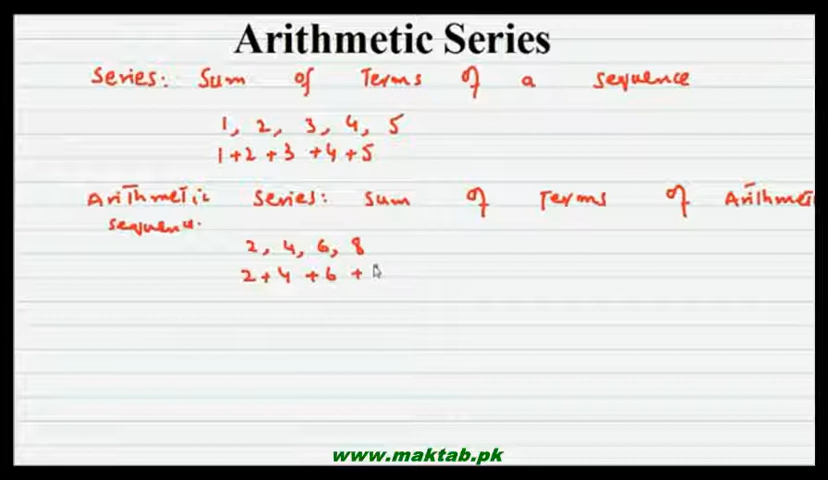 Arithmetic Series
Series: Sum of Terms of a sequence
1, 2, 3, 4, 5
1+2+3+4+5
Arithmetic Series: Sum of Terms of Arithmet
sequence.
2, 4, 6, 8
2+4+6+
www.maktab.pk